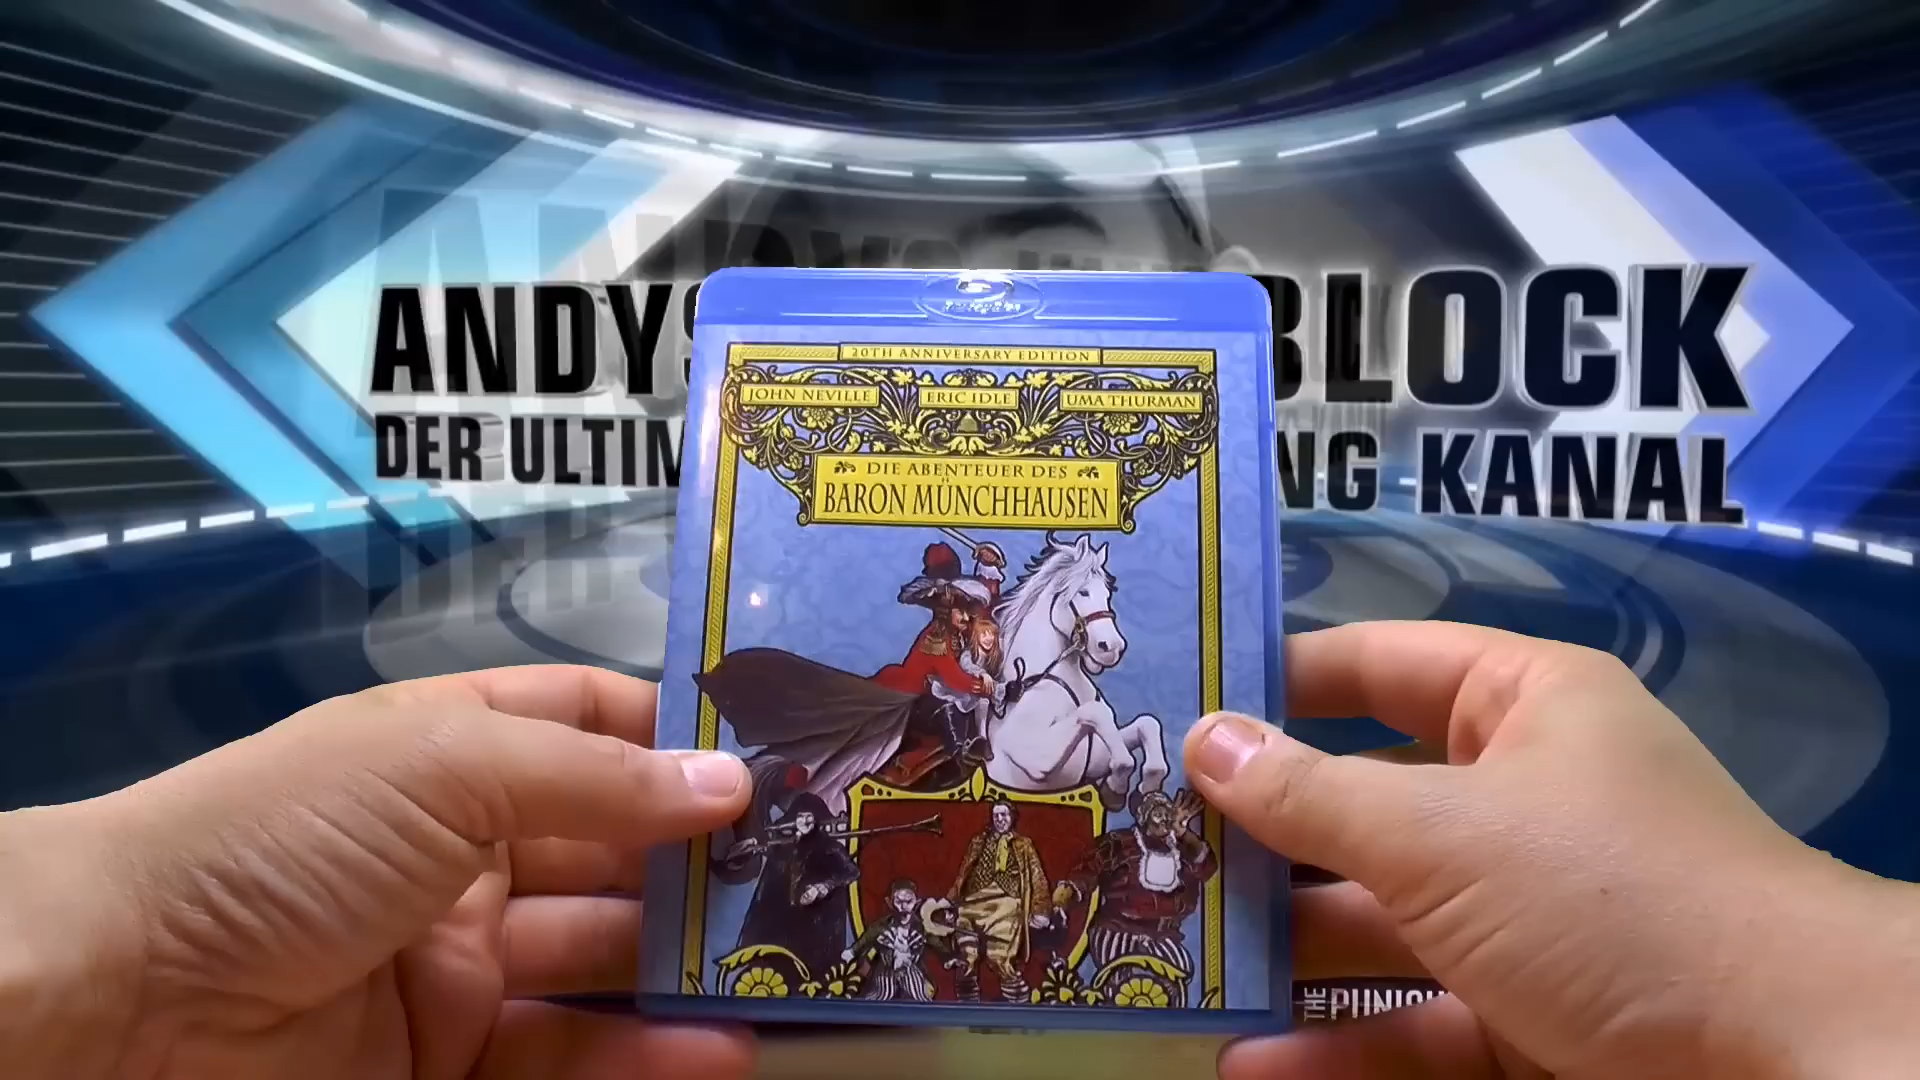 ANDYS
BLOCK
DER ULTIM
NG KANAL
20TH ANNIVERSARY EDITION
JOHN NEVILLE
ERIC IDLE
UMA THURMAN
DIE ABENTEUER DES
BARON MÜNCHHAUSEN
THE